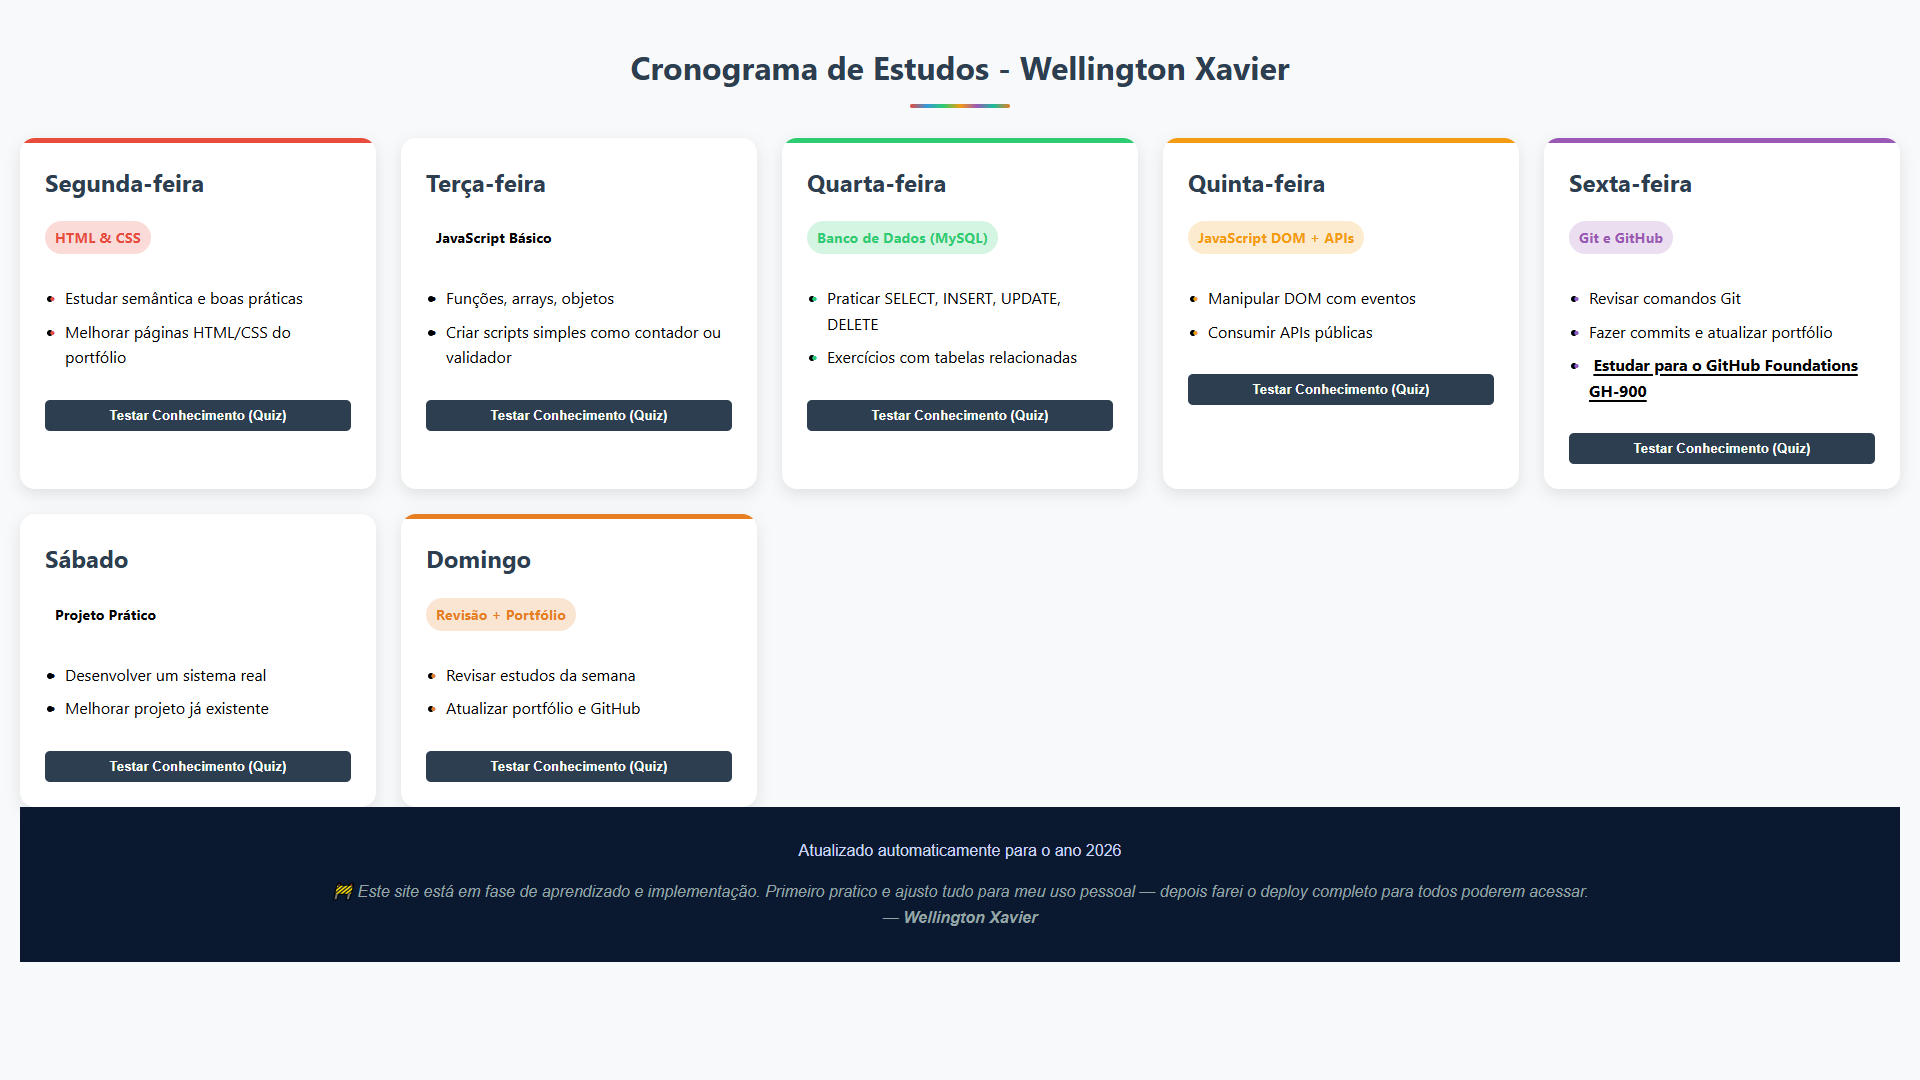 Cronograma de Estudos - Wellington Xavier
Segunda-feira
HTML & CSS
Estudar semântica e boas práticas
Melhorar páginas HTML/CSS do
portfólio
Testar Conhecimento (Quiz)
Terça-feira
JavaScript Básico
Funções, arrays, objetos
Criar scripts simples como contador ou
validador
Testar Conhecimento (Quiz)
Quarta-feira
Banco de Dados (MySQL)
Praticar SELECT, INSERT, UPDATE,
DELETE
Exercícios com tabelas relacionadas
Testar Conhecimento (Quiz)
Quinta-feira
JavaScript DOM + APIs
Manipular DOM com eventos
Consumir APIs públicas
Testar Conhecimento (Quiz)
Sexta-feira
Git e GitHub
Revisar comandos Git
Fazer commits e atualizar portfólio
Estudar para o GitHub Foundations
GH-900
Testar Conhecimento (Quiz)
Sábado
Projeto Prático
Desenvolver um sistema real
Melhorar projeto já existente
Testar Conhecimento (Quiz)
Domingo
Revisão + Portfólio
Revisar estudos da semana
Atualizar portfólio e GitHub
Testar Conhecimento (Quiz)
Atualizado automaticamente para o ano 2026
🚧 Este site está em fase de aprendizado e implementação. Primeiro pratico e ajusto tudo para meu uso pessoal — depois farei o deploy completo para todos poderem acessar.
— Wellington Xavier